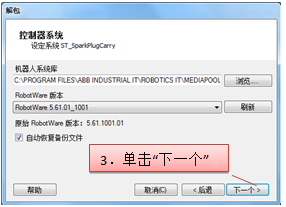 解包
控制器系统
设定系统 ST_SparkPlugCarry
机器人系统库
C:\PROGRAM FILES\ABB INDUSTRIAL IT\ROBOTICS IT\MEDIAPOOL
浏览...
RobotWare 版本
RobotWare 5.61.01_1001
刷新
原始 RobotWare 版本: 5.61.1001.01
自动恢复备份文件
3. 单击“下一个”
帮助
取消(C)
< 后退
下一个 >